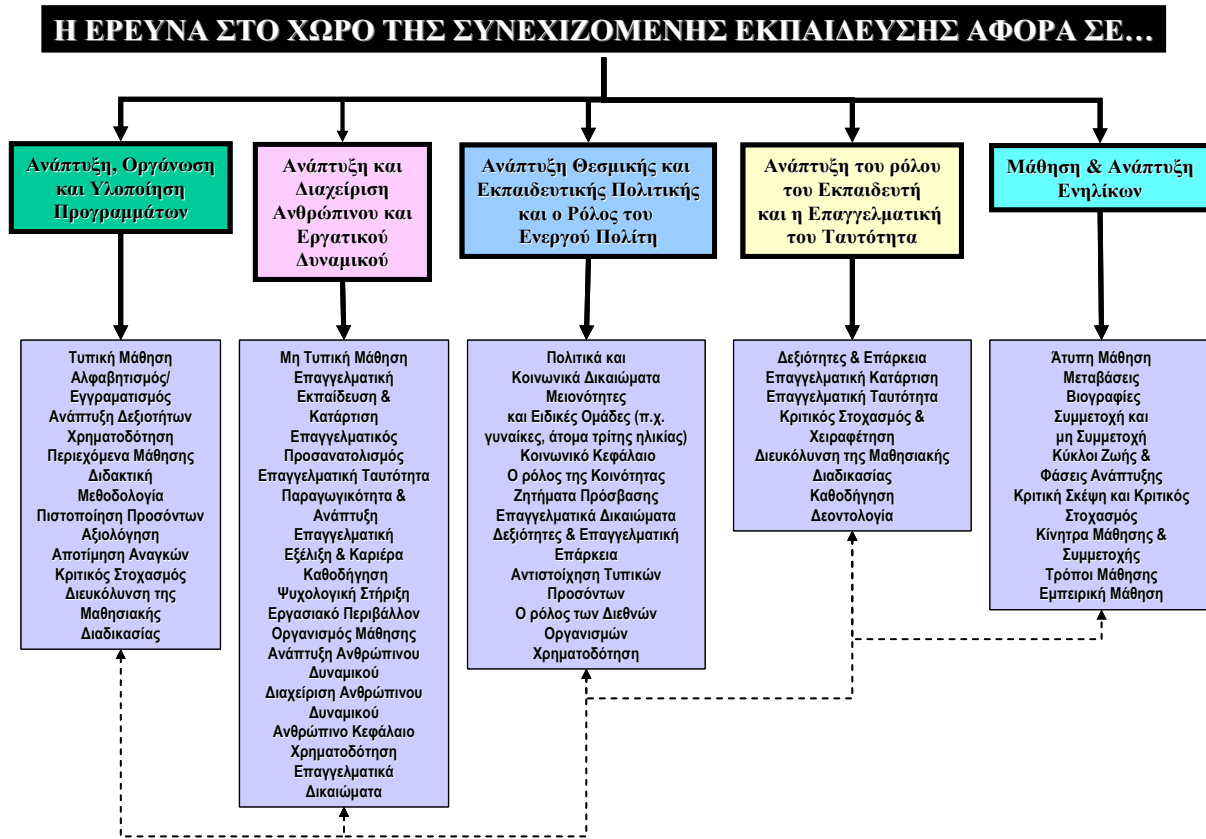 Η ΕΡΕΥΝΑ ΣΤΟ ΧΩΡΟ ΤΗΣ ΣΥΝΕΧΙΖΟΜΕΝΗΣ ΕΚΠΑΙΔΕΥΣΗΣ ΑΦΟΡΑ ΣΕ…
Ανάπτυξη, Οργάνωση
και Υλοποίηση
Προγραμμάτων
Ανάπτυξη και
Διαχείριση
Ανθρώπινου και
Εργατικού
Δυναμικού
Ανάπτυξη Θεσμικής και
Εκπαιδευτικής Πολιτικής
και ο Ρόλος του
Ενεργού Πολίτη
Ανάπτυξη του ρόλου
του Εκπαιδευτή
και η Επαγγελματική
του Ταυτότητα
Μάθηση & Ανάπτυξη
Ενηλίκων
Τυπική Μάθηση
Αλφαβητισμός/
Εγγραματισμός
Ανάπτυξη Δεξιοτήτων
Χρηματοδότηση
Περιεχόμενα Μάθησης
Διδακτική
Μεθοδολογία
Πιστοποίηση Προσόντων
Αξιολόγηση
Αποτίμηση Αναγκών
Κριτικός Στοχασμός
Διευκόλυνση της
Μαθησιακής
Διαδικασίας
Μη Τυπική Μάθηση
Επαγγελματική
Εκπαίδευση &
Κατάρτιση
Επαγγελματικός
Προσανατολισμός
Επαγγελματική Ταυτότητα
Παραγωγικότητα &
Ανάπτυξη
Επαγγελματική
Εξέλιξη & Καριέρα
Καθοδήγηση
Ψυχολογική Στήριξη
Εργασιακό Περιβάλλον
Οργανισμός Μάθησης
Ανάπτυξη Ανθρώπινου
Δυναμικού
Διαχείριση Ανθρώπινου
Δυναμικού
Ανθρώπινο Κεφάλαιο
Χρηματοδότηση
Επαγγελματικά
Δικαιώματα
Πολιτικά και
Κοινωνικά Δικαιώματα
Μειονότητες
και Ειδικές Ομάδες (π.χ.
γυναίκες, άτομα τρίτης ηλικίας)
Κοινωνικό Κεφάλαιο
Ο ρόλος της Κοινότητας
Ζητήματα Πρόσβασης
Επαγγελματικά Δικαιώματα
Δεξιότητες & Επαγγελματική
Επάρκεια
Αντιστοίχηση Τυπικών
Προσόντων
Ο ρόλος των Διεθνών
Οργανισμών
Χρηματοδότηση
Δεξιότητες & Επάρκεια
Επαγγελματική Κατάρτιση
Επαγγελματική Ταυτότητα
Κριτικός Στοχασμός &
Χειραφέτηση
Διευκόλυνση της Μαθησιακής
Διαδικασίας
Καθοδήγηση
Δεοντολογία
Άτυπη Μάθηση
Μεταβάσεις
Βιογραφίες
Συμμετοχή και
μη Συμμετοχή
Κύκλοι Ζωής &
Φάσεις Ανάπτυξης
Κριτική Σκέψη και Κριτικός
Στοχασμός
Κίνητρα Μάθησης &
Συμμετοχής
Τρόποι Μάθησης
Εμπειρική Μάθηση